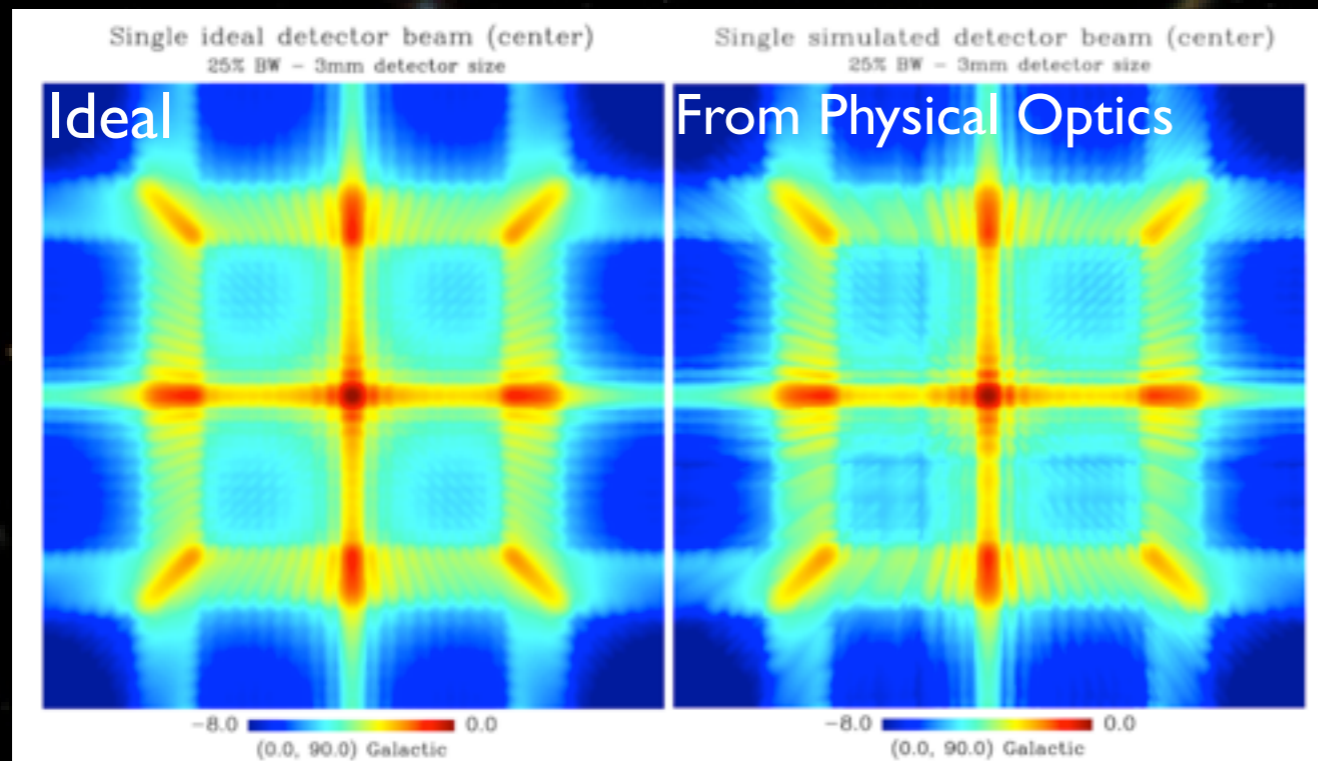 Single ideal detector beam (center)
25% BW – 3mm detector size
Ideal
−8.0 0.0
(0.0, 90.0) Galactic
Single simulated detector beam (center)
25% BW – 3mm detector size
From Physical Optics
−8.0 0.0
(0.0, 90.0) Galactic